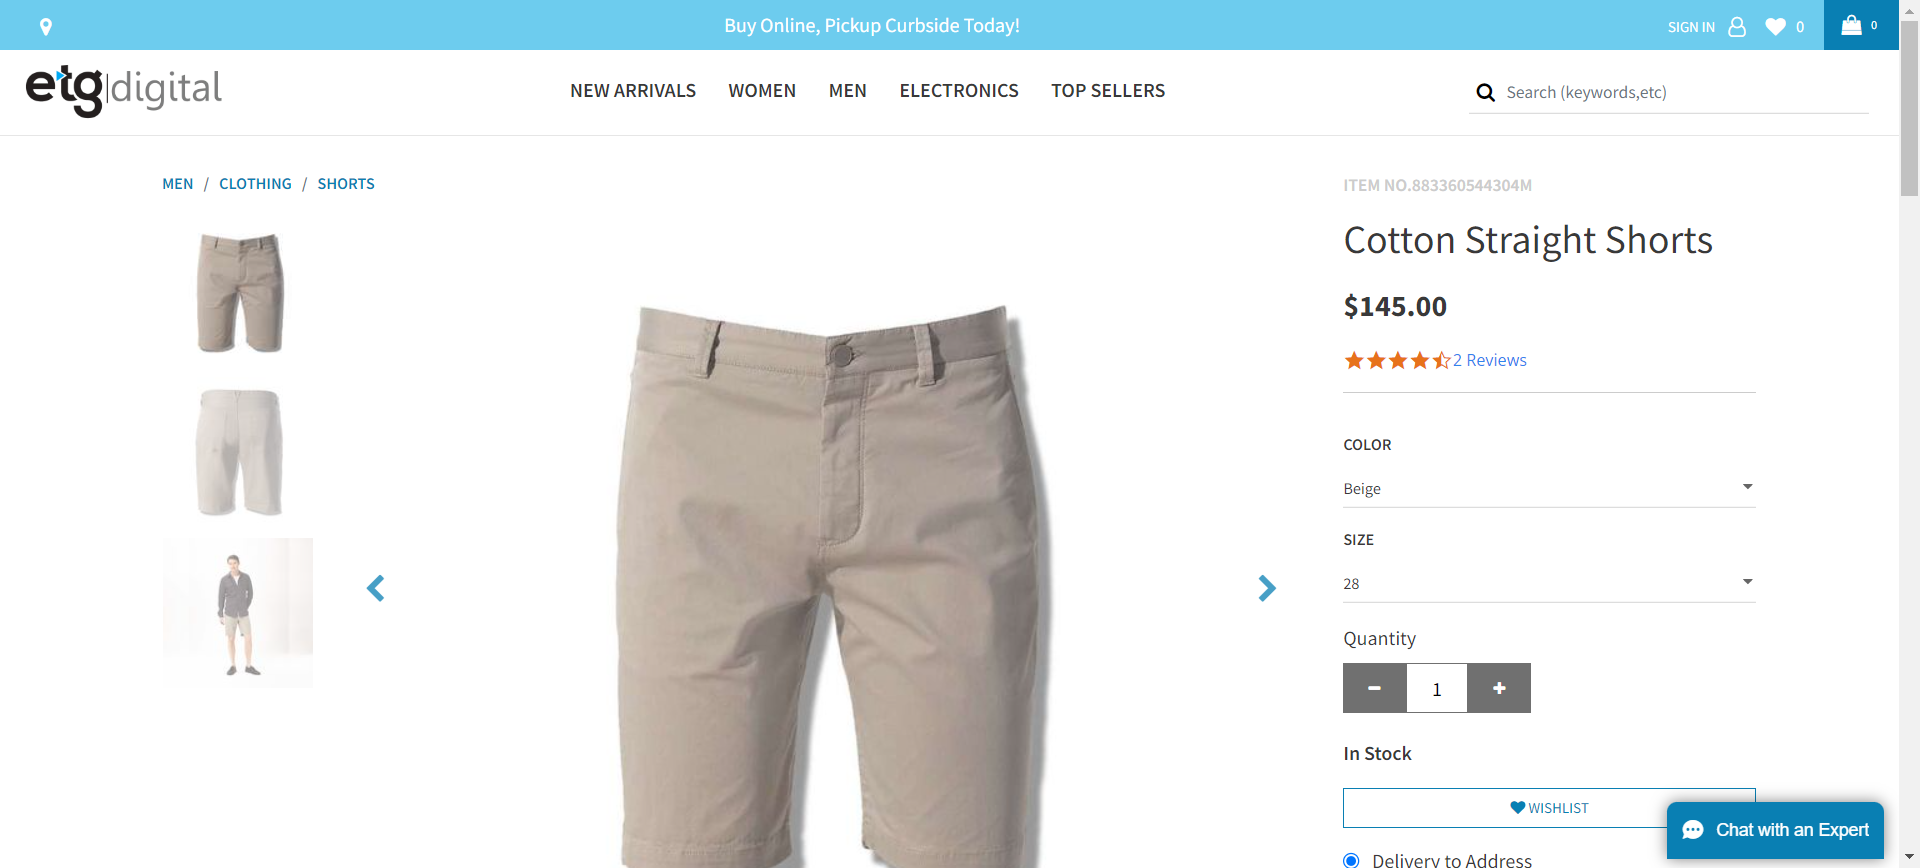 Buy Online, Pickup Curbside Today!
SIGN IN
0
0
etg|digital
NEW ARRIVALS
WOMEN
MEN
ELECTRONICS
TOP SELLERS
Search (keywords,etc)
MEN / CLOTHING / SHORTS
ITEM NO.883360544304M
Cotton Straight Shorts
$145.00
2 Reviews
COLOR
Beige
SIZE
28
Quantity
1
In Stock
WISHLIST
Chat with an Expert
Delivery to Address